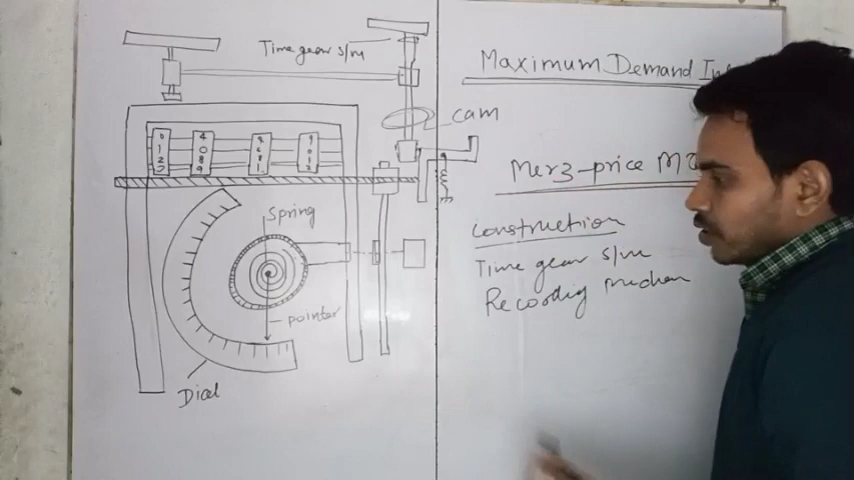 Time gear s/m
Maximum Demand In
cam
Merz-price M
Spring
construction
Time gear s/m
Recording mechan
pointer
Dial